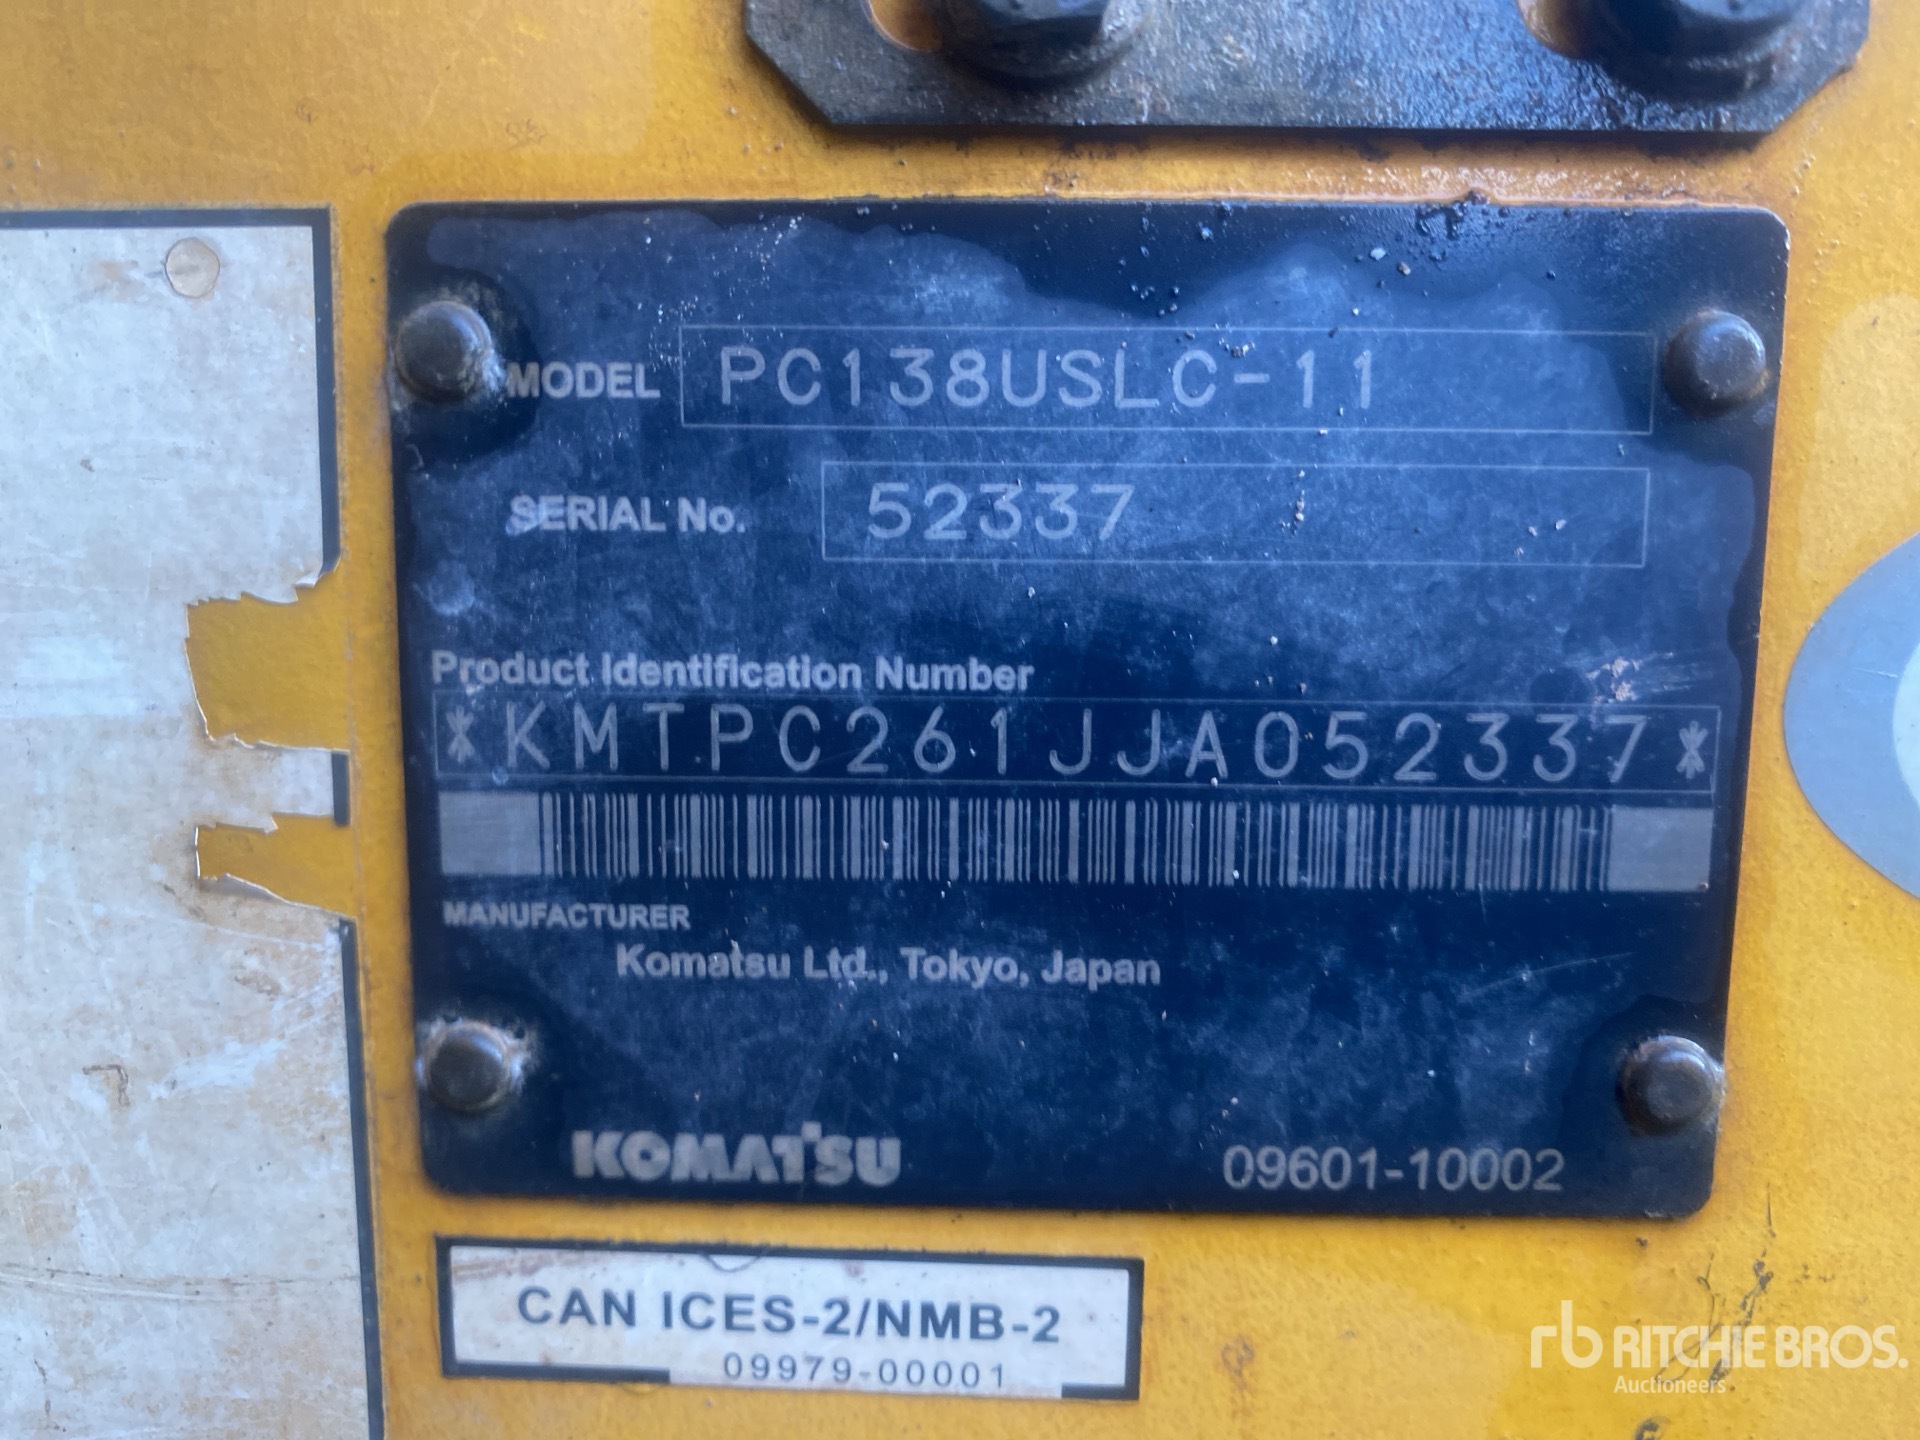 MODEL PC138USLC-11
SERIAL No. 52337
Product Identification Number
*KMTPC261JJA052337*
MANUFACTURER
Komatsu Ltd., Tokyo, Japan
KOMATSU 09601-10002
CAN ICES-2/NMB-2
09979-00001
rb RITCHIE BROS.
Auctioneers